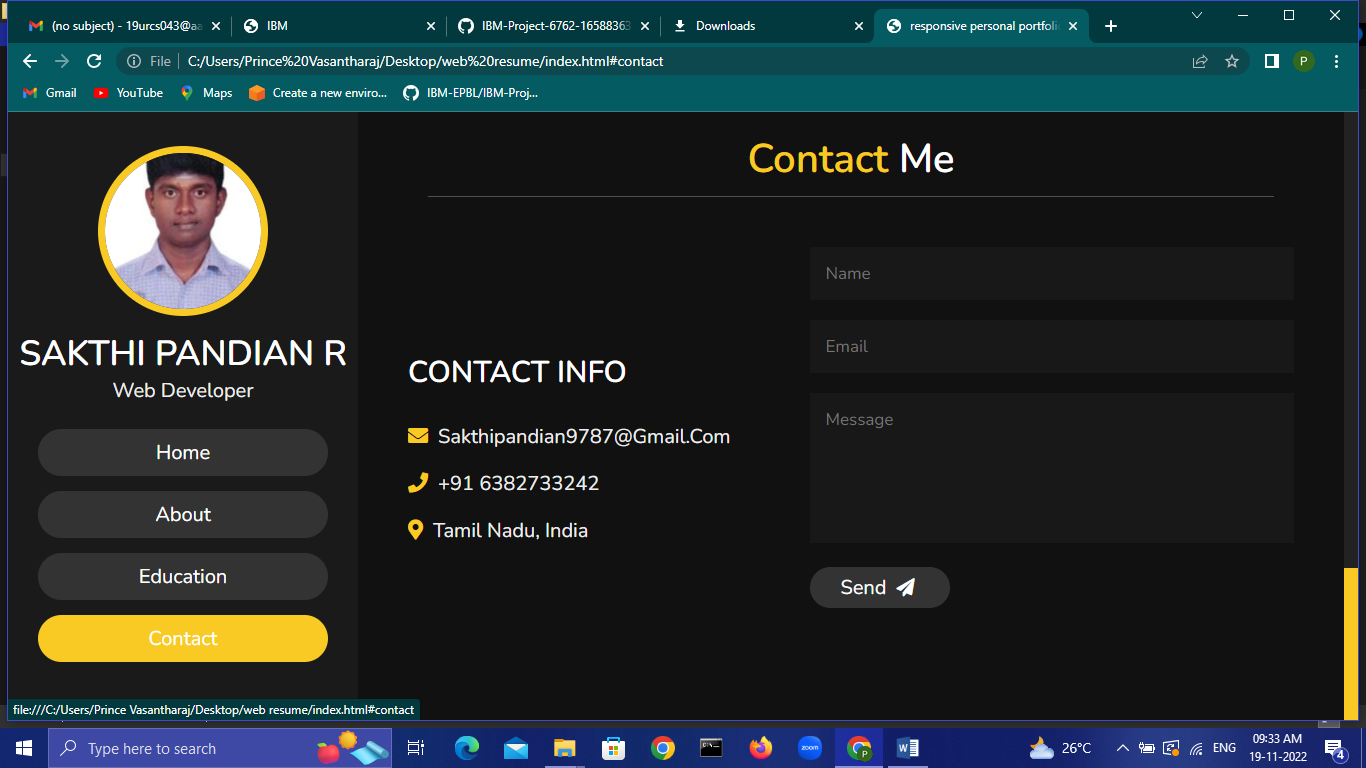 (no subject) - 19urcs043@aa
IBM
IBM-Project-6762-16588363
Downloads
responsive personal portfolio
File
C:/Users/Prince%20Vasantharaj/Desktop/web%20resume/index.html#contact
P
Gmail
YouTube
Maps
Create a new enviro...
IBM-EPBL/IBM-Proj...
SAKTHI PANDIAN R
Web Developer
Home
About
Education
Contact
Contact Me
CONTACT INFO
Sakthipandian9787@Gmail.Com
+91 6382733242
Tamil Nadu, India
Name
Email
Message
Send
file:///C:/Users/Prince Vasantharaj/Desktop/web resume/index.html#contact
Type here to search
zoom
P
26°C
ENG
09:33 AM
19-11-2022
4